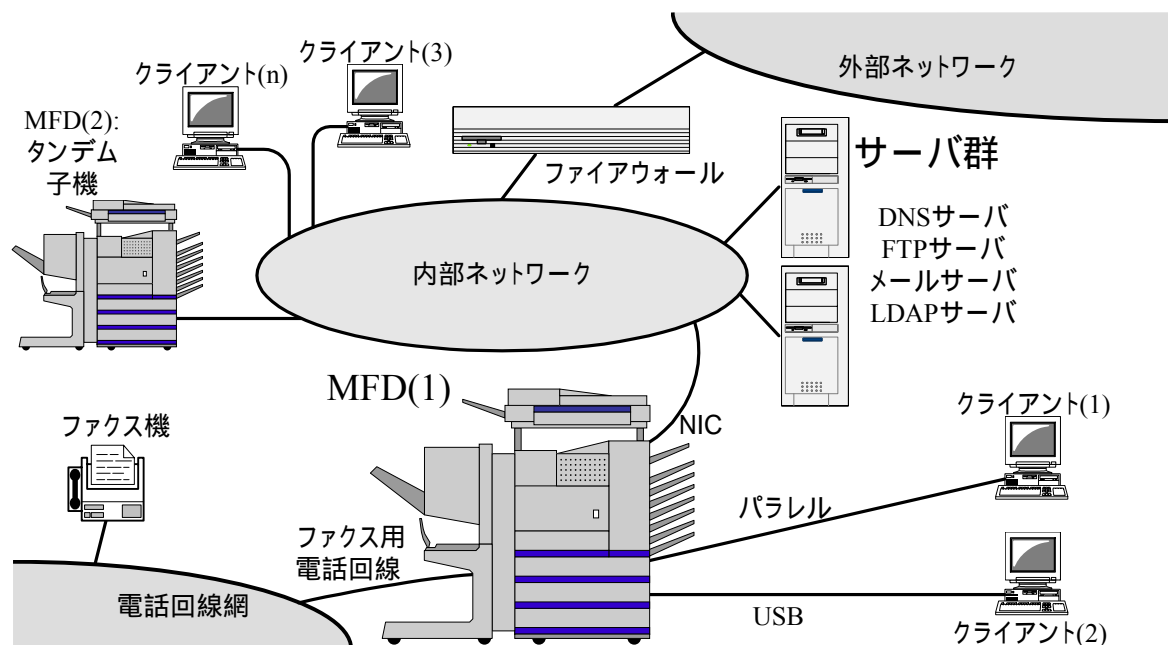 クライアント(n)
クライアント(3)
外部ネットワーク
MFD(2):
タンデム
子機
ファイアウォール
サーバ群
DNSサーバ
FTPサーバ
メールサーバ
LDAPサーバ
内部ネットワーク
MFD(1)
NIC
クライアント(1)
ファクス機
パラレル
ファクス用
電話回線
電話回線網
USB
クライアント(2)